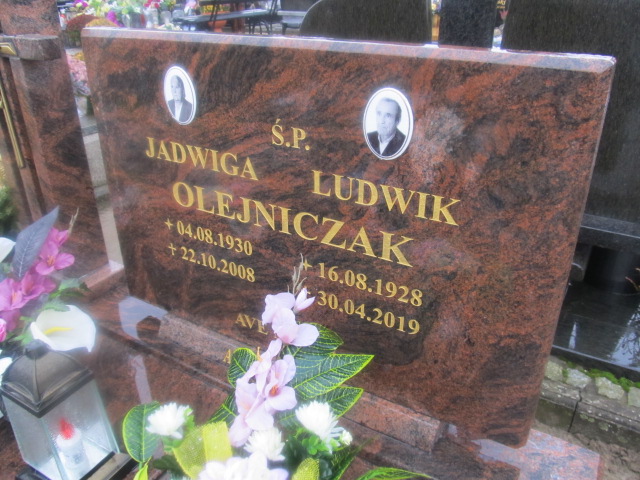 Ś.P.
JADWIGA LUDWIK
OLEJNICZAK
+ 04.08.1930 + 16.08.1928
+ 22.10.2008 + 30.04.2019